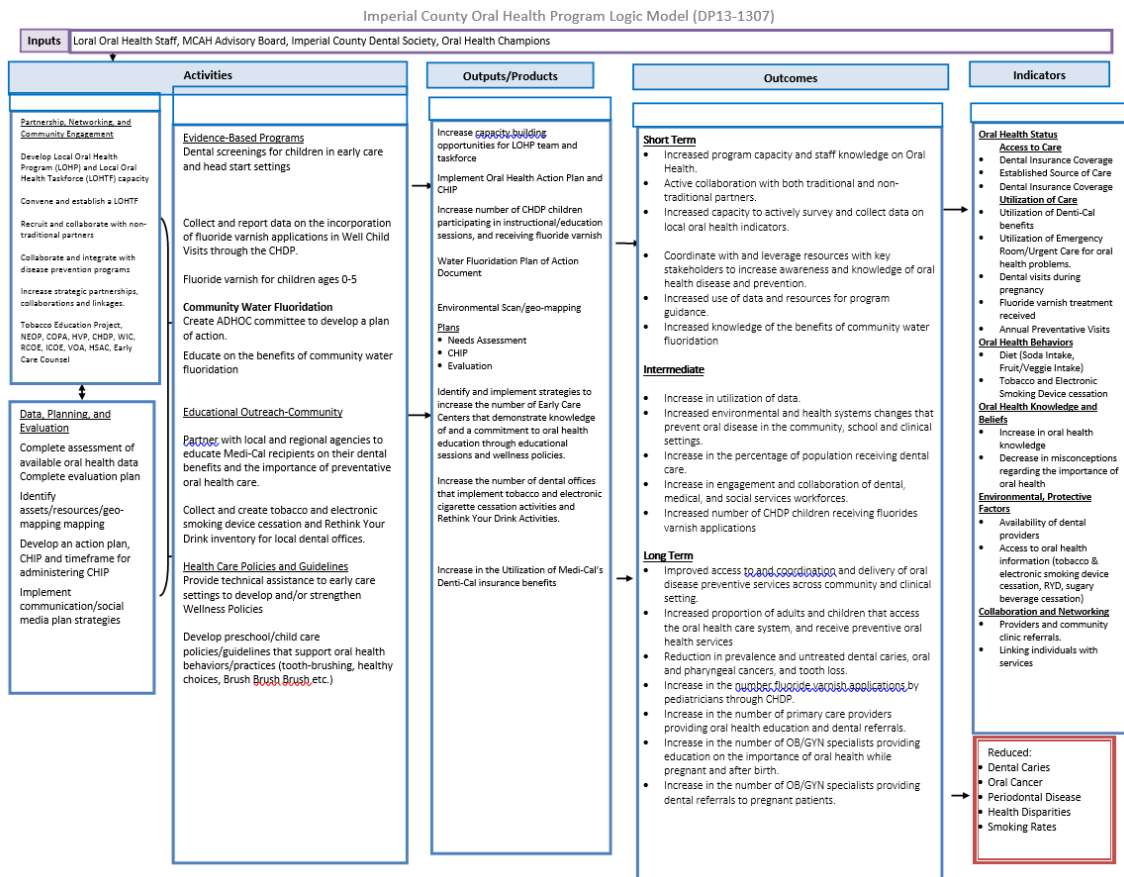 Imperial County Oral Health Program Logic Model (DP13-1307)
Inputs
Loral Oral Health Staff, MCAH Advisory Board, Imperial County Dental Society, Oral Health Champions
Activities
Partnership, Networking, and
Community Engagement
Develop Local Oral Health
Program (LOHP) and Local Oral
Health Taskforce (LOHTF) capacity
Convene and establish a LOHTF
Recruit and collaborate with non-
traditional partners
Collaborate and integrate with
disease prevention programs
Increase strategic partnerships,
collaborations and linkages.
Tobacco Education Project,
NEOP, COPA, HVP, CHDP, WIC,
RCOE, ICOE, VOA, HSAC, Early
Care Counsel
Data, Planning, and
Evaluation
Complete assessment of
available oral health data
Complete evaluation plan
Identify
assets/resources/geo-
mapping mapping
Develop an action plan,
CHIP and timeframe for
administering CHIP
Implement
communication/social
media plan strategies
Evidence-Based Programs
Dental screenings for children in early care
and head start settings
Collect and report data on the incorporation
of fluoride varnish applications in Well Child
Visits through the CHDP.
Fluoride varnish for children ages 0-5
Community Water Fluoridation
Create ADHOC committee to develop a plan
of action.
Educate on the benefits of community water
fluoridation
Educational Outreach-Community
Partner with local and regional agencies to
educate Medi-Cal recipients on their dental
benefits and the importance of preventative
oral health care.
Collect and create tobacco and electronic
smoking device cessation and Rethink Your
Drink inventory for local dental offices.
Health Care Policies and Guidelines
Provide technical assistance to early care
settings to develop and/or strengthen
Wellness Policies
Develop preschool/child care
policies/guidelines that support oral health
behaviors/practices (tooth-brushing, healthy
choices, Brush Brush Brush etc.)
Outputs/Products
Increase capacity building
opportunities for LOHP team and
taskforce
Implement Oral Health Action Plan and
CHIP
Increase number of CHDP children
participating in instructional/education
sessions, and receiving fluoride varnish
Water Fluoridation Plan of Action
Document
Environmental Scan/geo-mapping
Plans
• Needs Assessment
• CHIP
• Evaluation
Identify and implement strategies to
increase the number of Early Care
Centers that demonstrate knowledge
of and a commitment to oral health
education through educational
sessions and wellness policies.
Increase the number of dental offices
that implement tobacco and electronic
cigarette cessation activities and
Rethink Your Drink Activities.
Increase in the Utilization of Medi-Cal's
Denti-Cal insurance benefits
Outcomes
Short Term
• Increased program capacity and staff knowledge on Oral
Health.
• Active collaboration with both traditional and non-
traditional partners.
• Increased capacity to actively survey and collect data on
local oral health indicators.
• Coordinate with and leverage resources with key
stakeholders to increase awareness and knowledge of oral
health disease and prevention.
• Increased use of data and resources for program
guidance.
• Increased knowledge of the benefits of community water
fluoridation
Intermediate
• Increase in utilization of data.
• Increased environmental and health systems changes that
prevent oral disease in the community, school and clinical
settings.
• Increase in the percentage of population receiving dental
care.
• Increase in engagement and collaboration of dental,
medical, and social services workforces.
• Increased number of CHDP children receiving fluorides
varnish applications
Long Term
• Improved access to and coordination and delivery of oral
disease preventive services across community and clinical
setting.
• Increased proportion of adults and children that access
the oral health care system, and receive preventive oral
health services
• Reduction in prevalence and untreated dental caries, oral
and pharyngeal cancers, and tooth loss.
• Increase in the number fluoride varnish applications by
pediatricians through CHDP.
• Increase in the number of primary care providers
providing oral health education and dental referrals.
• Increase in the number of OB/GYN specialists providing
education on the importance of oral health while
pregnant and after birth.
• Increase in the number of OB/GYN specialists providing
dental referrals to pregnant patients.
Indicators
Oral Health Status
Access to Care
• Dental Insurance Coverage
• Established Source of Care
• Dental Insurance Coverage
Utilization of Care
• Utilization of Denti-Cal
benefits
• Utilization of Emergency
Room/Urgent Care for oral
health problems.
• Dental visits during
pregnancy
• Fluoride varnish treatment
received
• Annual Preventative Visits
Oral Health Behaviors
• Diet (Soda Intake,
Fruit/Veggie Intake)
• Tobacco and Electronic
Smoking Device cessation
Oral Health Knowledge and
Beliefs
• Increase in oral health
knowledge
• Decrease in misconceptions
regarding the importance of
oral health
Environmental, Protective
Factors
• Availability of dental
providers
• Access to oral health
information (tobacco &
electronic smoking device
cessation, RYD, sugary
beverage cessation)
Collaboration and Networking
• Providers and community
clinic referrals.
• Linking individuals with
services
Reduced:
• Dental Caries
• Oral Cancer
• Periodontal Disease
• Health Disparities
• Smoking Rates